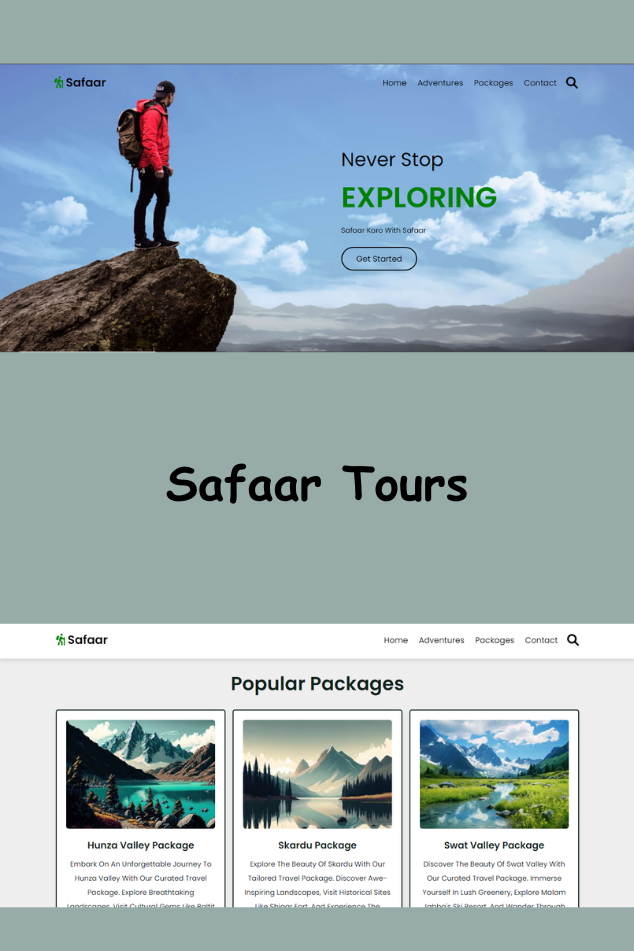 Safaar
Home Adventures Packages Contact
Never Stop
EXPLORING
Safaar Karo With Safaar
Get Started
Safaar Tours
Safaar
Home Adventures Packages Contact
Popular Packages
Hunza Valley Package
Embark On An Unforgettable Journey To
Hunza Valley With Our Curated Travel
Package. Explore Breathtaking
Landscapes, Visit Cultural Gems Like Baltit
Skardu Package
Explore The Beauty Of Skardu With Our
Tailored Travel Package. Discover Awe-
Inspiring Landscapes, Visit Historical Sites
Like Shigar Fort, And Experience The
Swat Valley Package
Discover The Beauty Of Swat Valley With
Our Curated Travel Package. Immerse
Yourself In Lush Greenery, Explore Malam
Jabba's Ski Resort, And Wander Through